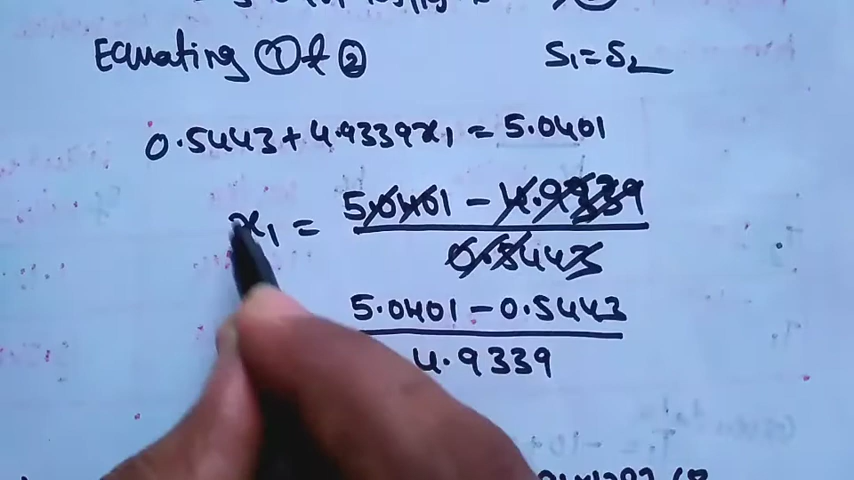 Equating ① & ② S₁=S₂
0.5443+4.9339x₁ = 5.0401
x₁ = 5.0401 - 4.9339
0.5443
5.0401 - 0.5443
4.9339